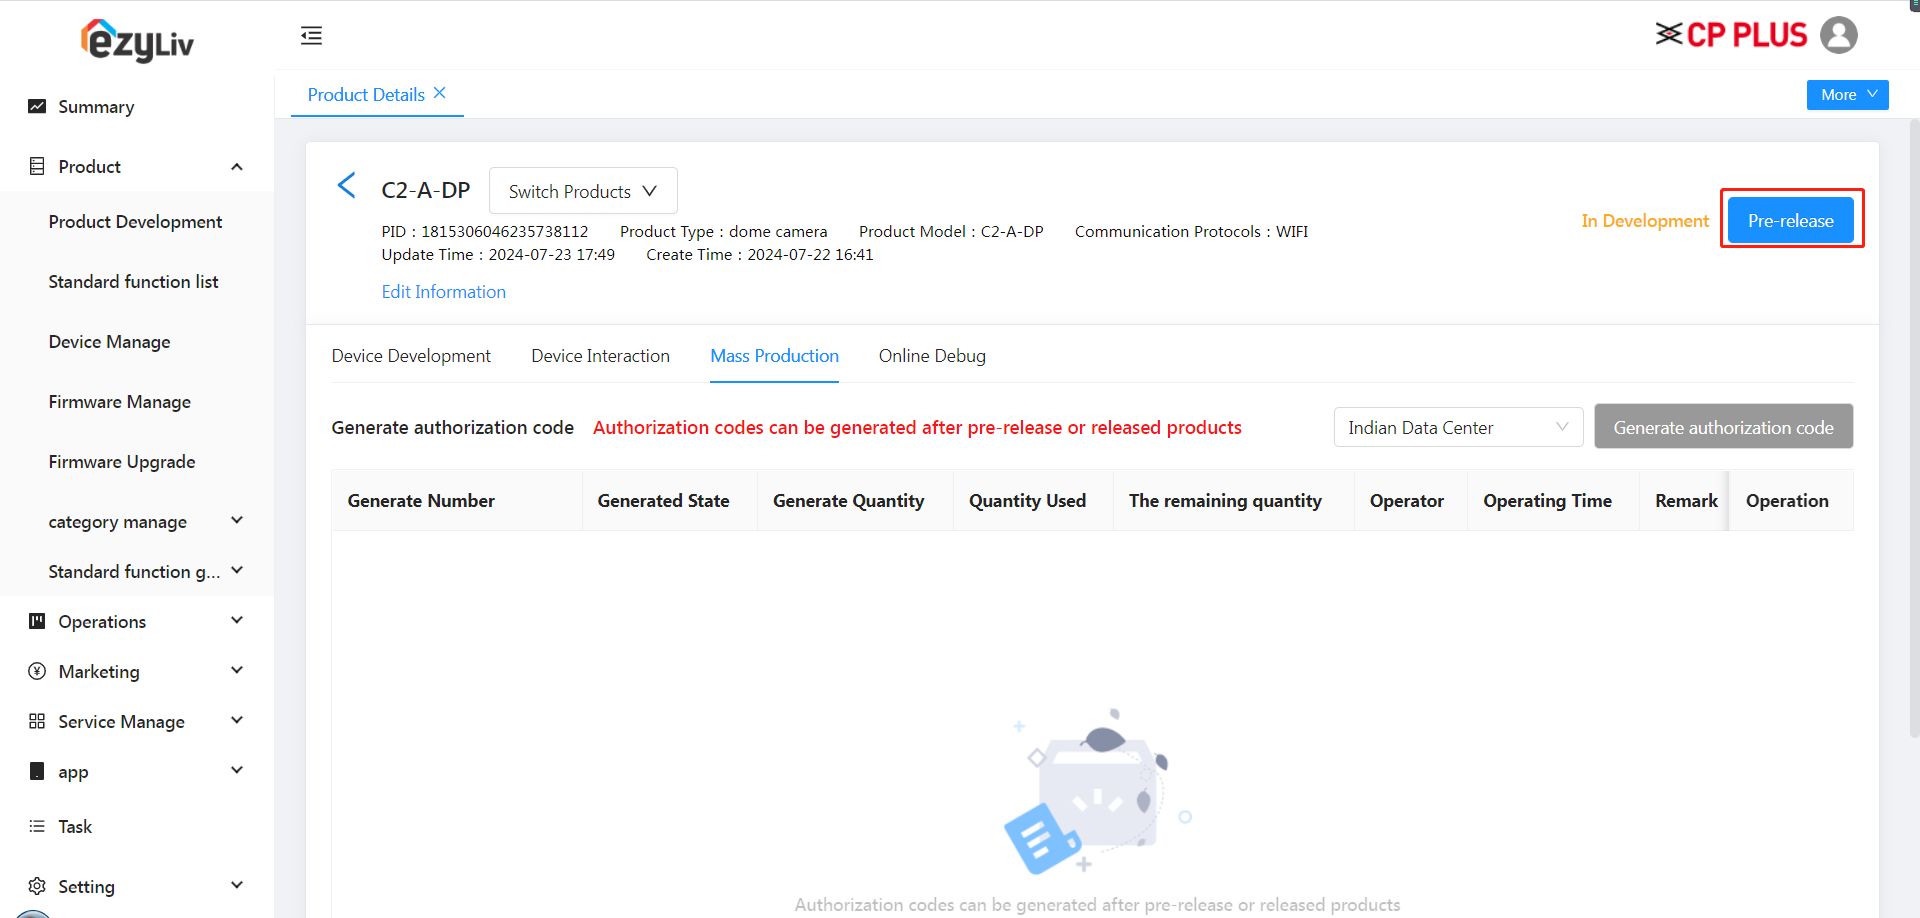 ezyLiv
CP PLUS
Summary
Product
Product Development
Standard function list
Device Manage
Firmware Manage
Firmware Upgrade
category manage
Standard function g...
Operations
Marketing
Service Manage
app
Task
Setting
Product Details
More
C2-A-DP
Switch Products
PID : 1815306046235738112 Product Type : dome camera Product Model : C2-A-DP Communication Protocols : WIFI
Update Time : 2024-07-23 17:49 Create Time : 2024-07-22 16:41
Edit Information
In Development
Pre-release
Device Development Device Interaction Mass Production Online Debug
Generate authorization code Authorization codes can be generated after pre-release or released products
Indian Data Center
Generate authorization code
Generate Number Generated State Generate Quantity Quantity Used The remaining quantity Operator Operating Time Remark Operation
Authorization codes can be generated after pre-release or released products